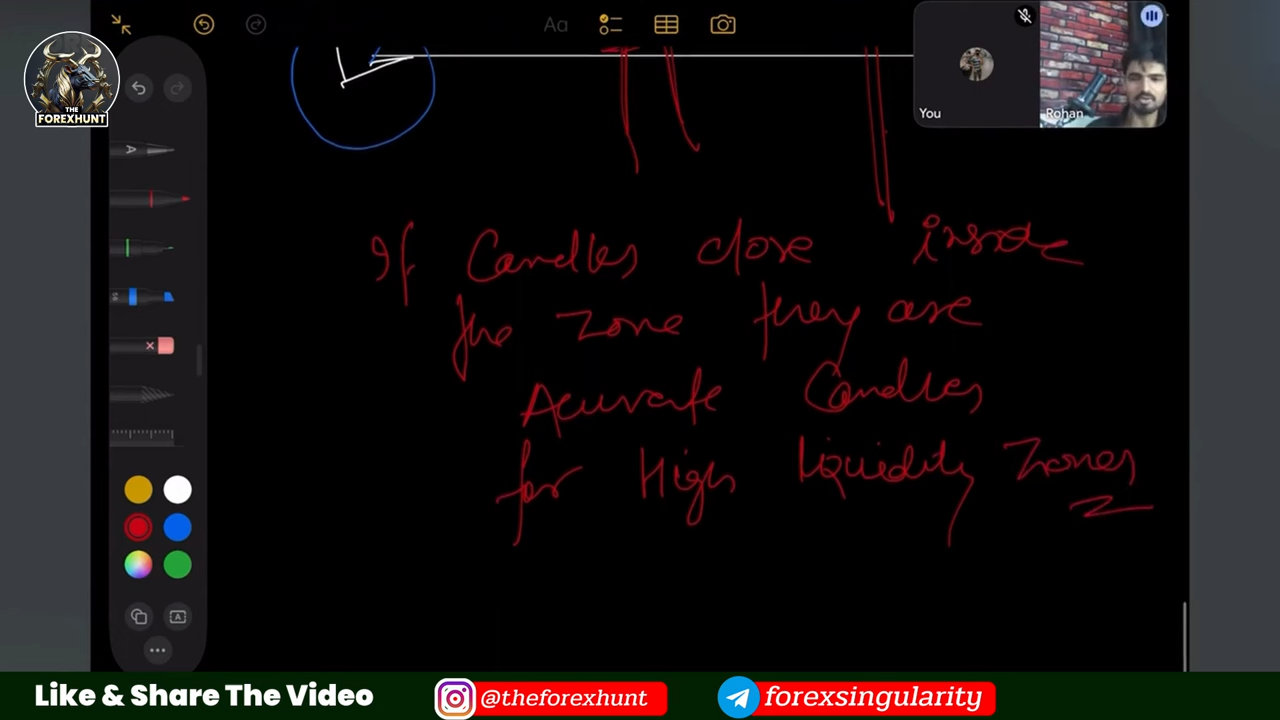 Aa
You
Rohan
THE
FOREXHUNT
If Candles close inside
the zone they are
Acurate Candles
for High liquidity zones
Like & Share The Video
@theforexhunt
forexsingularity